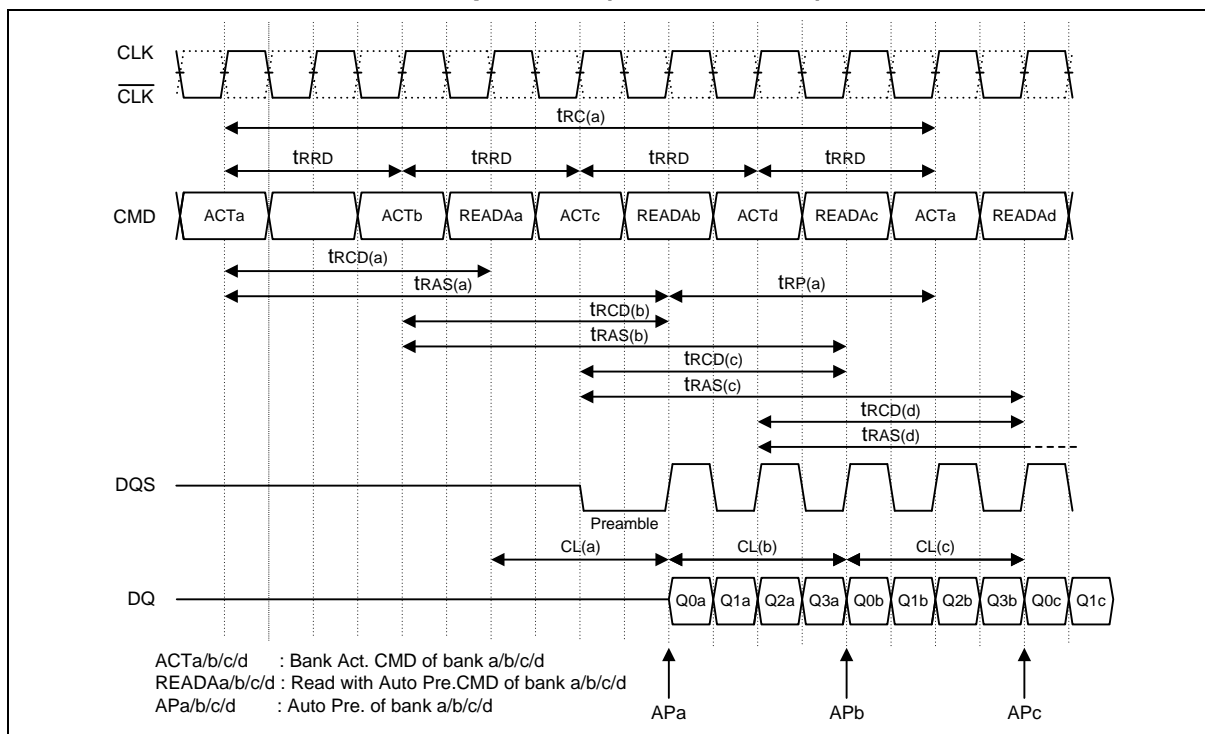 CLK
CLK
tRC(a)
tRRD tRRD tRRD tRRD
CMD ACTa ACTb READAa ACTc READAb ACTd READAc ACTa READAd
tRCD(a)
tRAS(a) tRP(a)
tRCD(b)
tRAS(b)
tRCD(c)
tRAS(c)
tRCD(d)
tRAS(d)
DQS
Preamble
CL(a) CL(b) CL(c)
DQ Q0a Q1a Q2a Q3a Q0b Q1b Q2b Q3b Q0c Q1c
ACTa/b/c/d : Bank Act. CMD of bank a/b/c/d
READAa/b/c/d : Read with Auto Pre.CMD of bank a/b/c/d
APa/b/c/d : Auto Pre. of bank a/b/c/d
APa APb APc